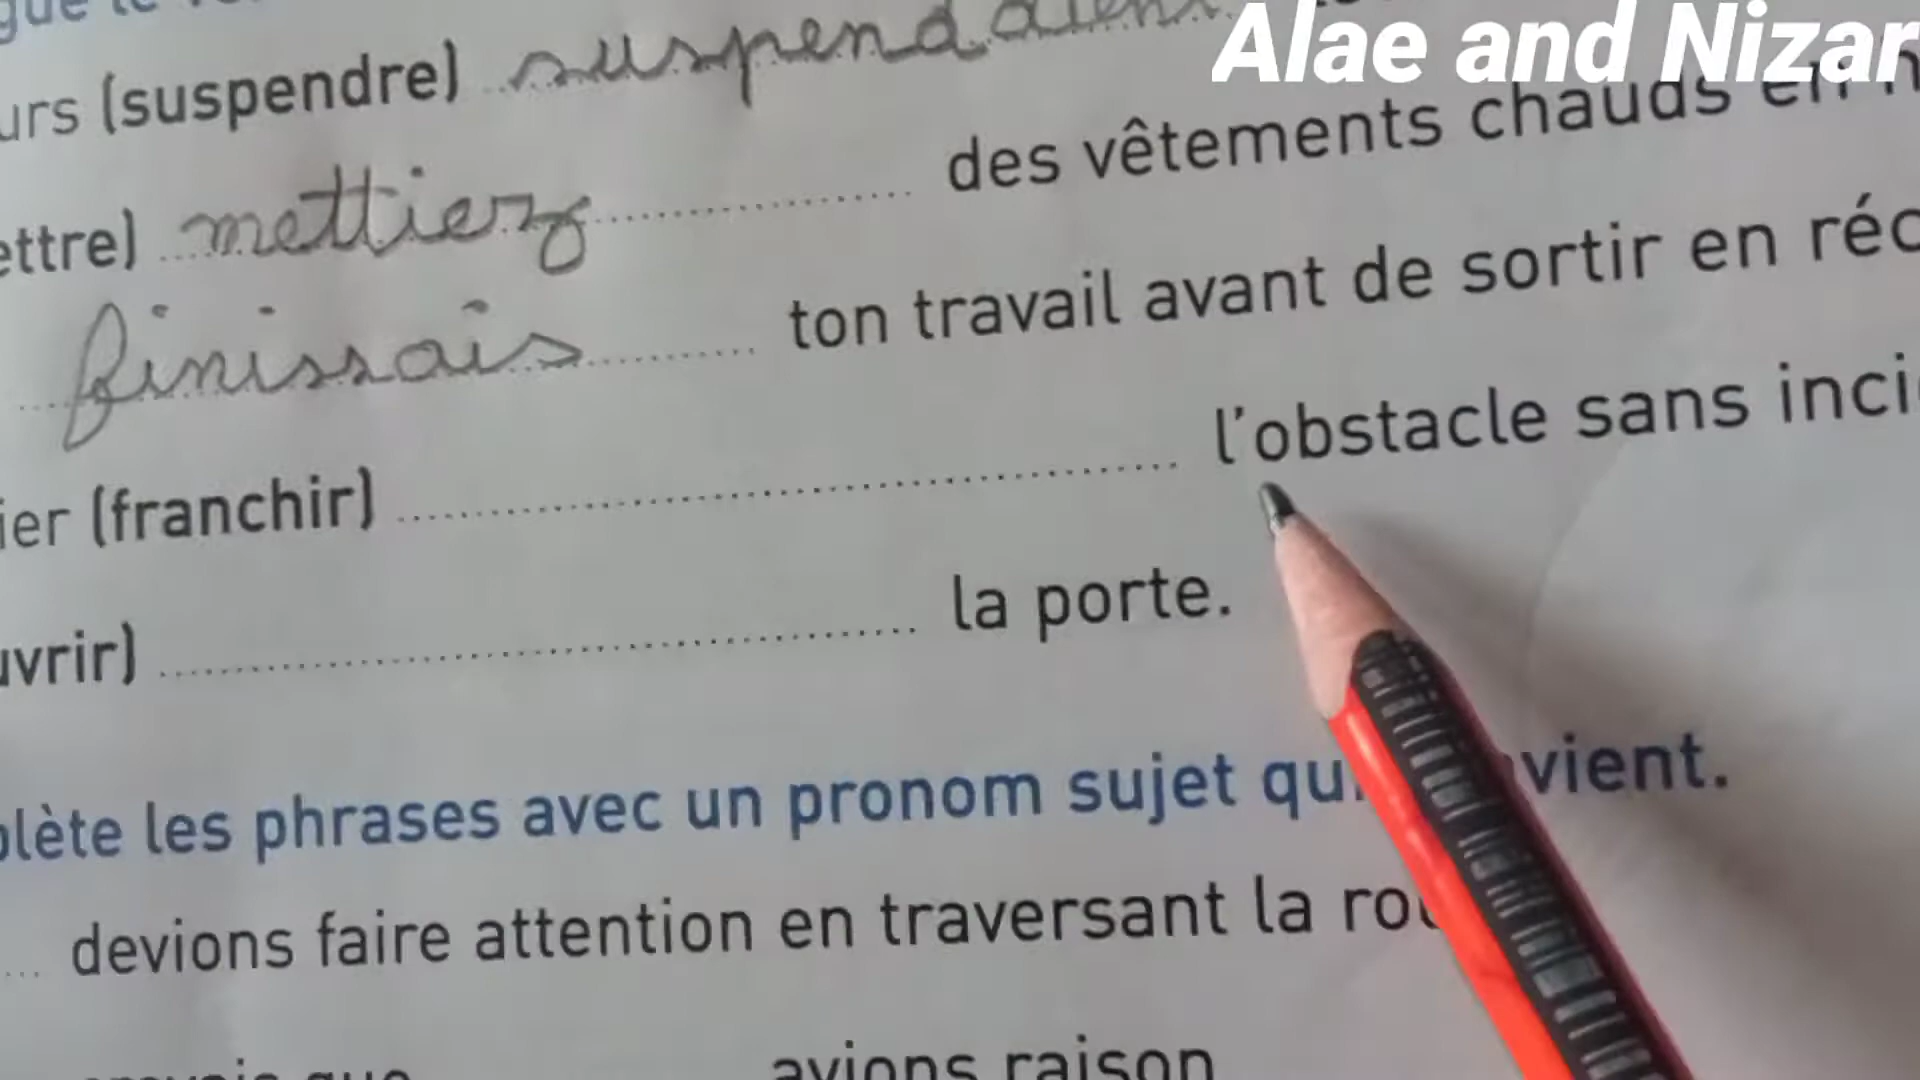 Alae and Nizar
urs (suspendre) suspendaient
ettre) mettiez des vêtements chauds en
finissais ton travail avant de sortir en réc
ier (franchir) l'obstacle sans inci
uvrir) la porte.
plète les phrases avec un pronom sujet qui vient.
devions faire attention en traversant la rou
avions raison